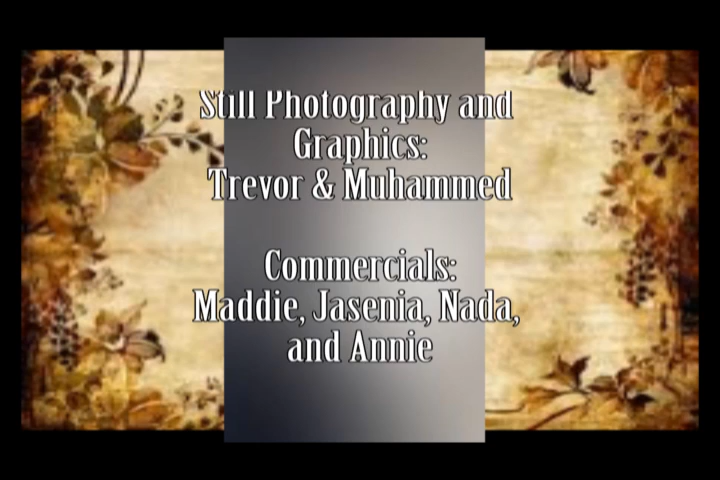 Still Photography and
Graphics:
Trevor & Muhammed
Commercials:
Maddie, Jasenia, Nada,
and Annie